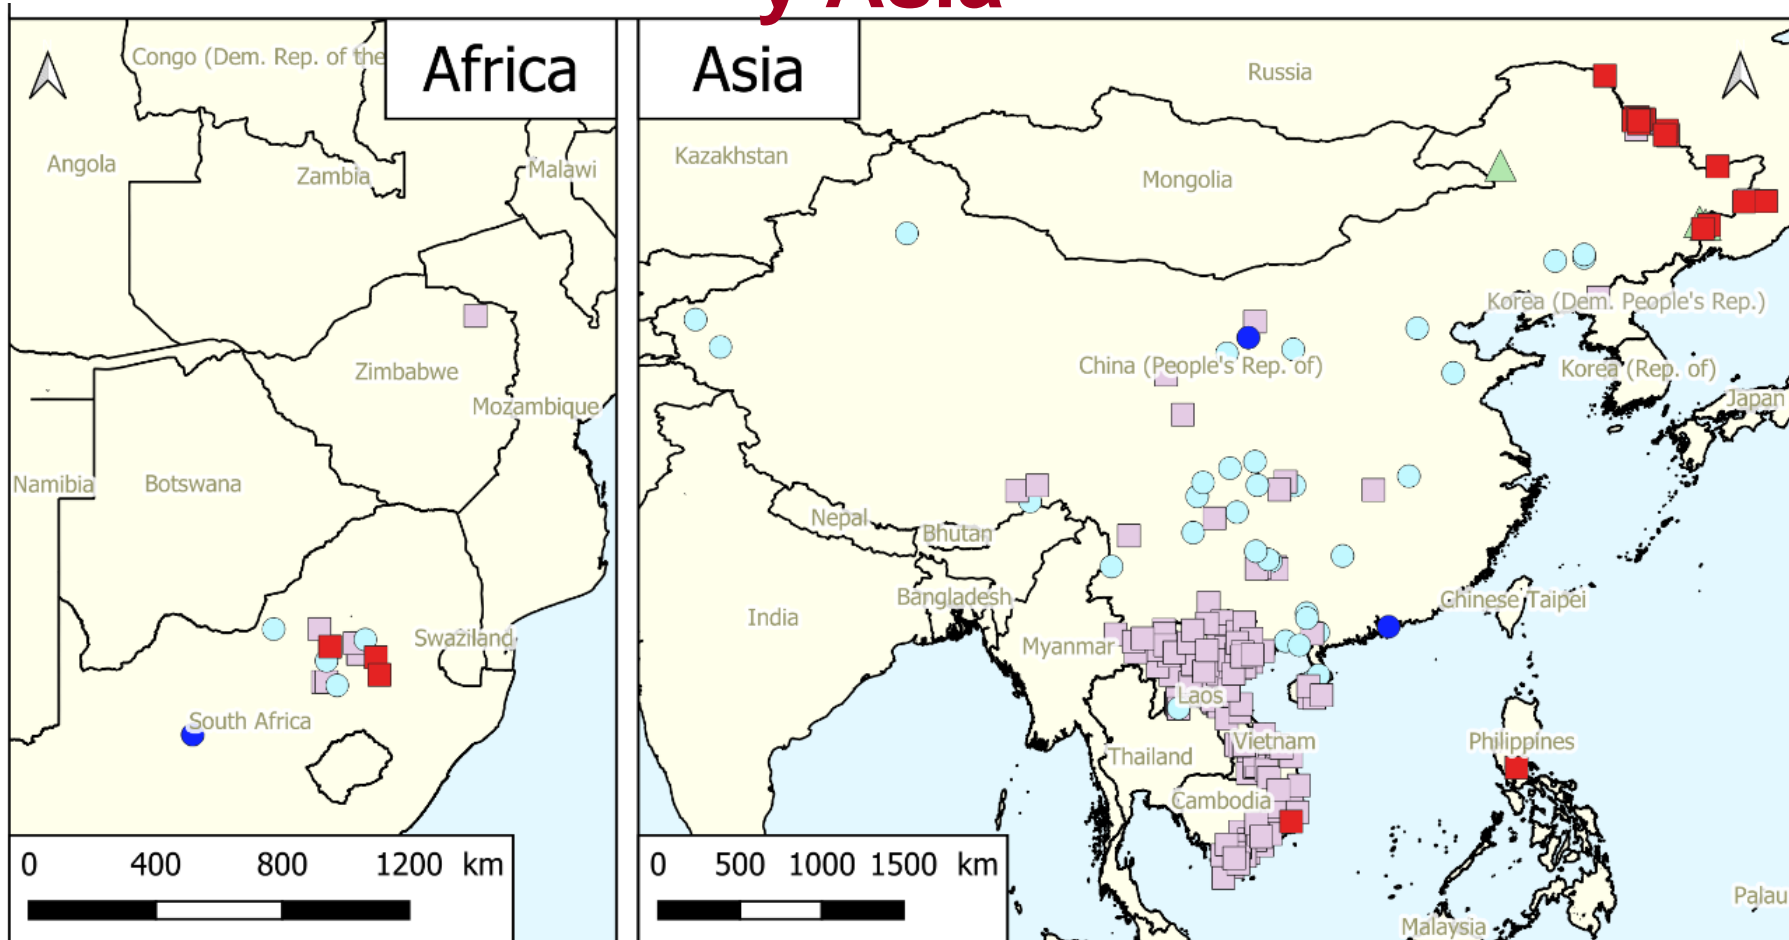 y Asia
Africa
Asia
Congo (Dem. Rep. of the
Angola
Zambia
Malawi
Zimbabwe
Mozambique
Namibia
Botswana
Swaziland
South Africa
0 400 800 1200 km
Russia
Kazakhstan
Mongolia
Korea (Dem. People's Rep.)
China (People's Rep. of)
Korea (Rep. of)
Japan
Nepal
Bhutan
Bangladesh
Chinese Taipei
India
Myanmar
Laos
Vietnam
Philippines
Thailand
Cambodia
0 500 1000 1500 km
Palau
Malaysia